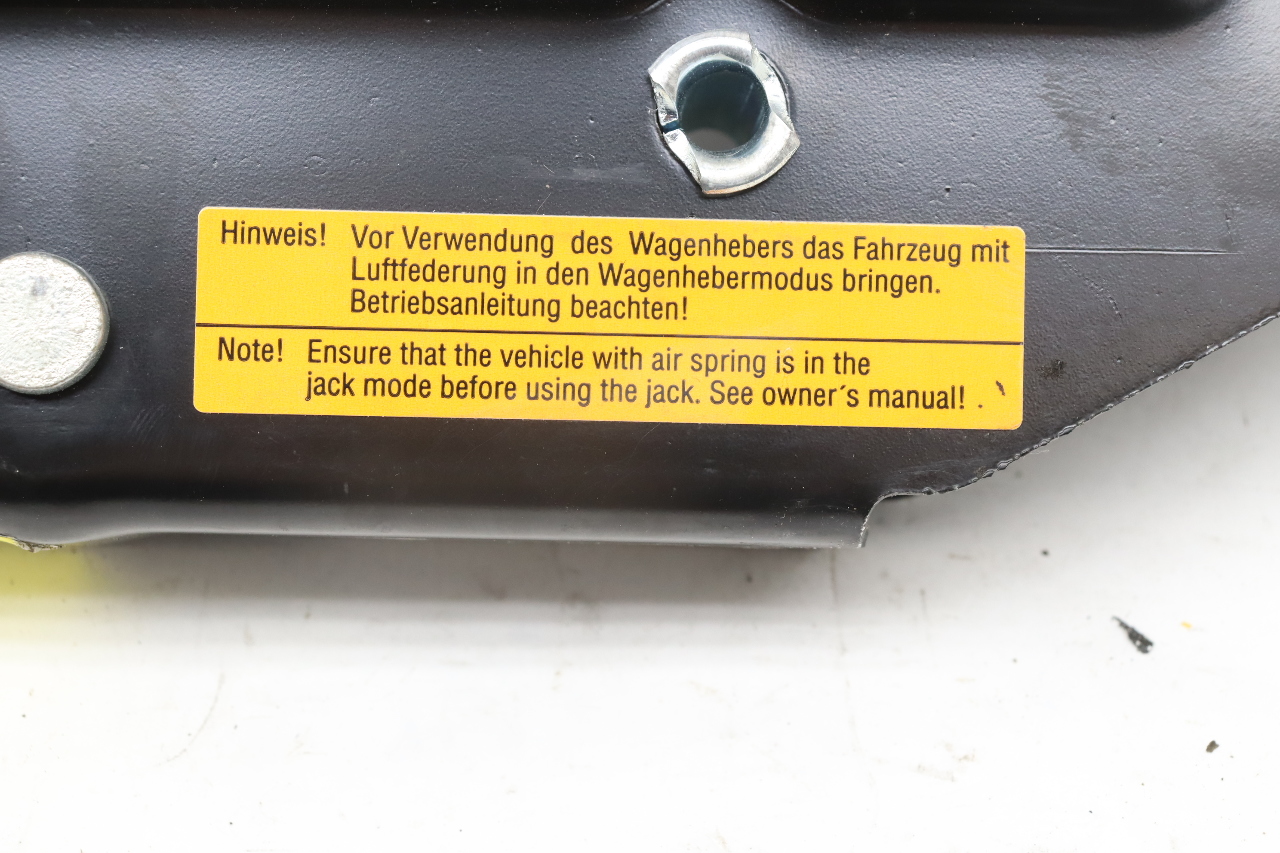 Hinweis! Vor Verwendung des Wagenhebers das Fahrzeug mit
Luftfederung in den Wagenhebermodus bringen.
Betriebsanleitung beachten!
Note! Ensure that the vehicle with air spring is in the
jack mode before using the jack. See owner´s manual! .